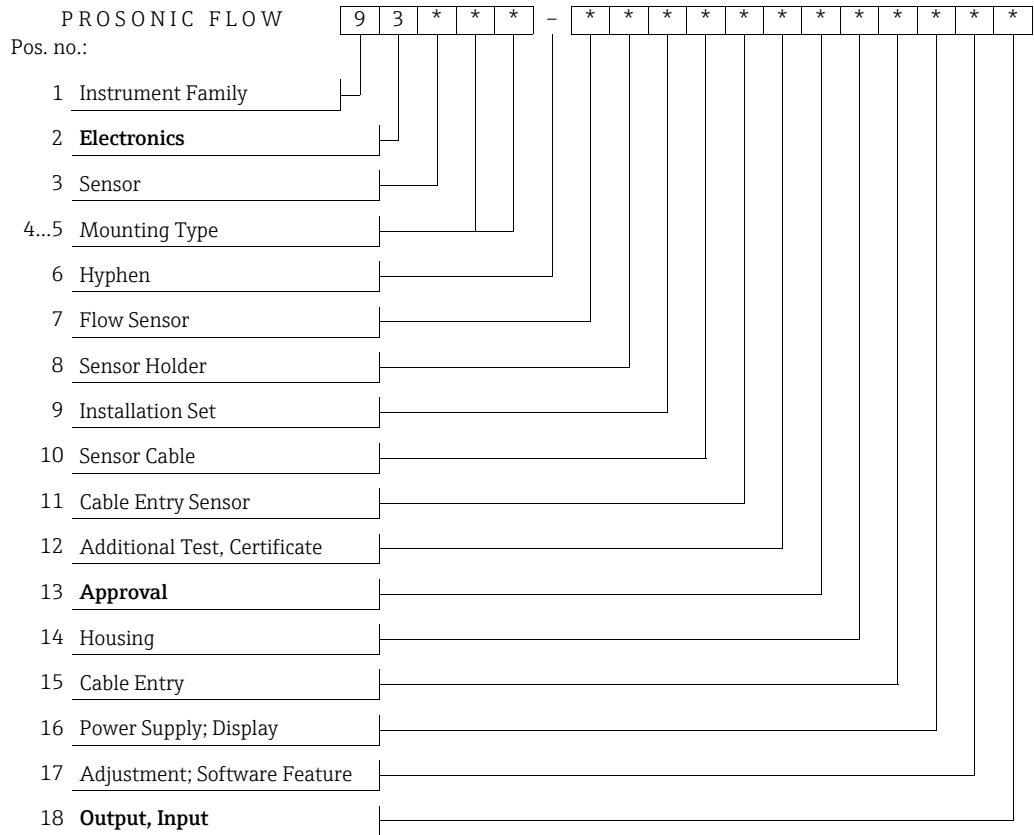 PROSONIC FLOW 9 3 * * * – * * * * * * * * * * * *
Pos. no.:
1 Instrument Family
2 Electronics
3 Sensor
4...5 Mounting Type
6 Hyphen
7 Flow Sensor
8 Sensor Holder
9 Installation Set
10 Sensor Cable
11 Cable Entry Sensor
12 Additional Test, Certificate
13 Approval
14 Housing
15 Cable Entry
16 Power Supply; Display
17 Adjustment; Software Feature
18 Output, Input